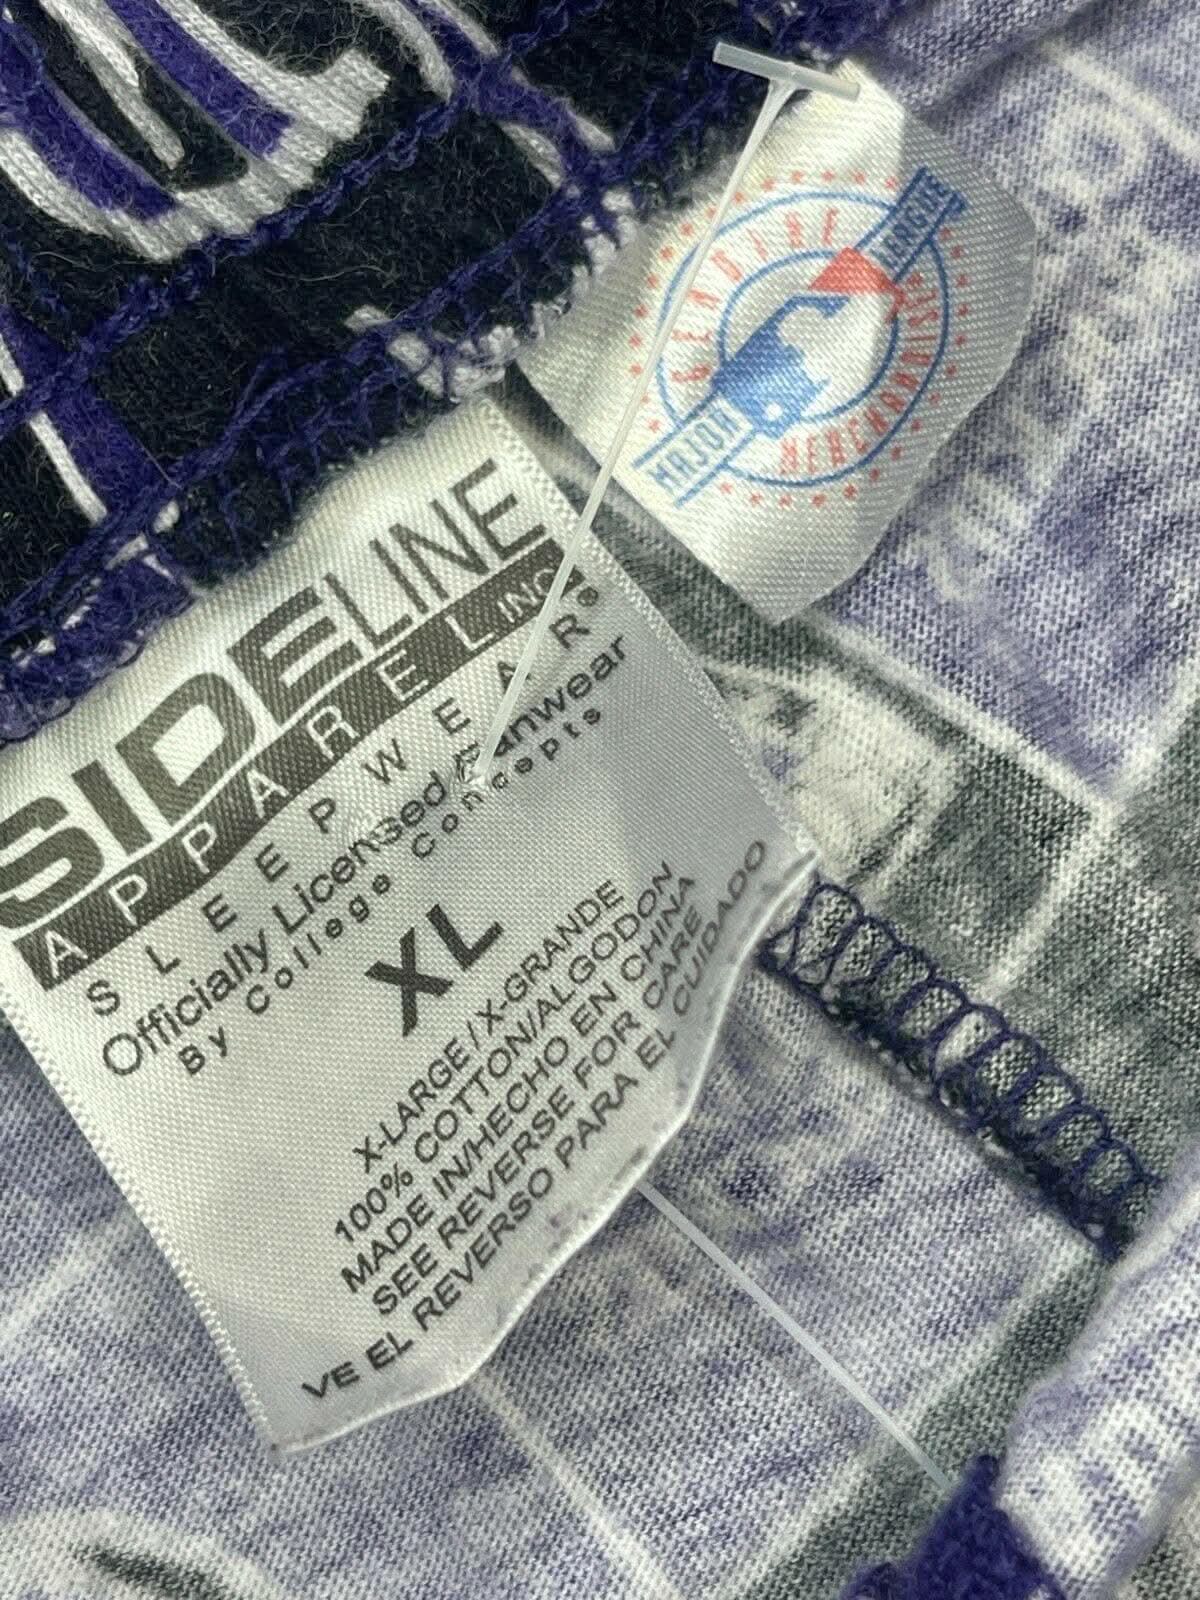 GENUINE
MAJOR LEAGUE
MERCHANDISE
SIDELINE
APPAREL INC
SLEEPWEAR
Officially Licensed Fanwear
By College Concepts
XL
X-LARGE/X-GRANDE
100% COTTON/ALGODON
MADE IN/HECHO EN CHINA
SEE REVERSE FOR CARE
VE EL REVERSO PARA EL CUIDADO